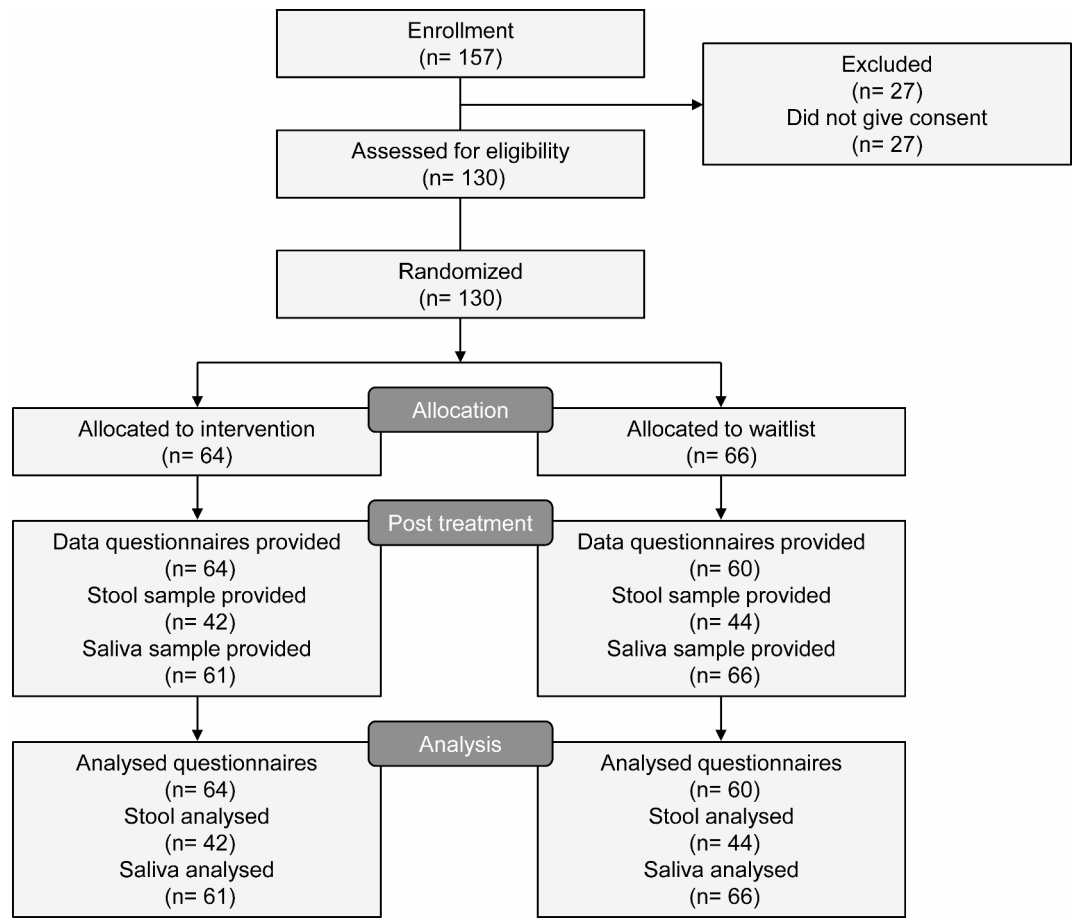 Enrollment
(n= 157)
Excluded
(n= 27)
Did not give consent
(n= 27)
Assessed for eligibility
(n= 130)
Randomized
(n= 130)
Allocation
Allocated to intervention
(n= 64)
Allocated to waitlist
(n= 66)
Post treatment
Data questionnaires provided
(n= 64)
Stool sample provided
(n= 42)
Saliva sample provided
(n= 61)
Data questionnaires provided
(n= 60)
Stool sample provided
(n= 44)
Saliva sample provided
(n= 66)
Analysis
Analysed questionnaires
(n= 64)
Stool analysed
(n= 42)
Saliva analysed
(n= 61)
Analysed questionnaires
(n= 60)
Stool analysed
(n= 44)
Saliva analysed
(n= 66)